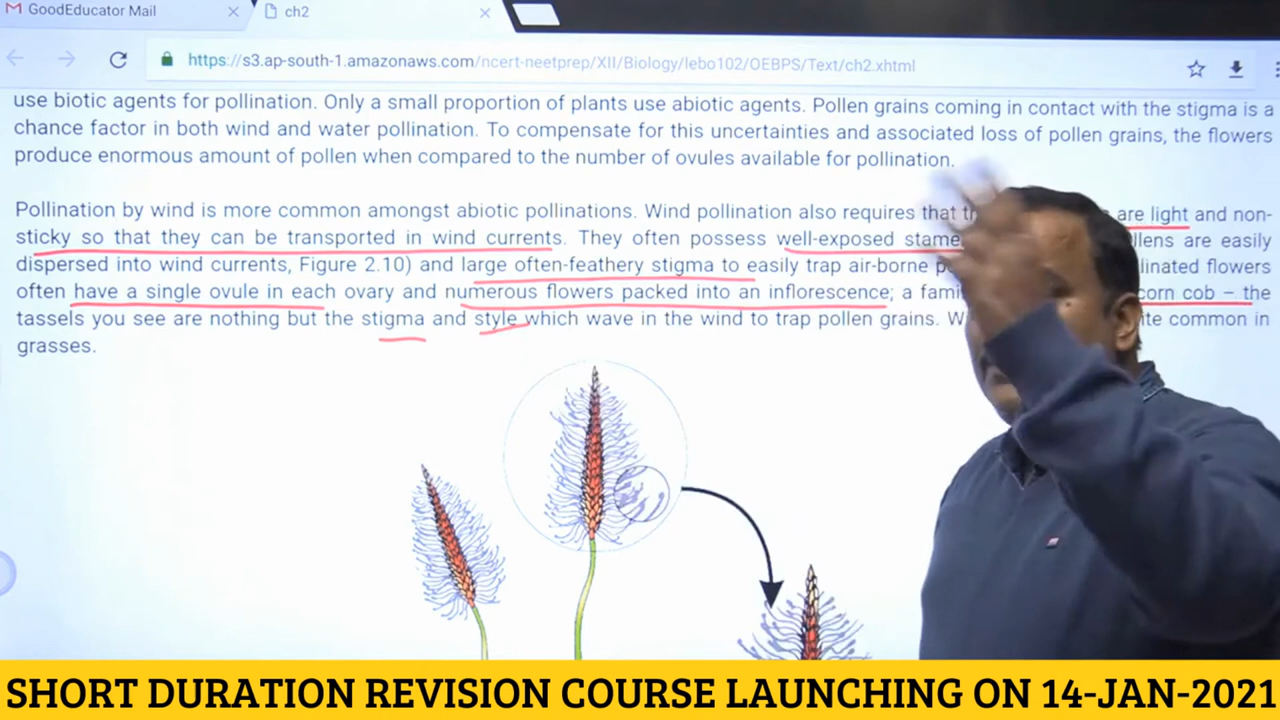 GoodEducator Mail
ch2
https://s3.ap-south-1.amazonaws.com/ncert-neetprep/XII/Biology/lebo102/OEBPS/Text/ch2.xhtml
use biotic agents for pollination. Only a small proportion of plants use abiotic agents. Pollen grains coming in contact with the stigma is a
chance factor in both wind and water pollination. To compensate for this uncertainties and associated loss of pollen grains, the flowers
produce enormous amount of pollen when compared to the number of ovules available for pollination.
Pollination by wind is more common amongst abiotic pollinations. Wind pollination also requires that are light and non-
sticky so that they can be transported in wind currents. They often possess well-exposed are easily
dispersed into wind currents, Figure 2.10) and large often-feathery stigma to easily trap air-borne flowers
often have a single ovule in each ovary and numerous flowers packed into an inflorescence; a corn cob – the
tassels you see are nothing but the stigma and style which wave in the wind to trap pollen grains. common in
grasses.
SHORT DURATION REVISION COURSE LAUNCHING ON 14-JAN-2021